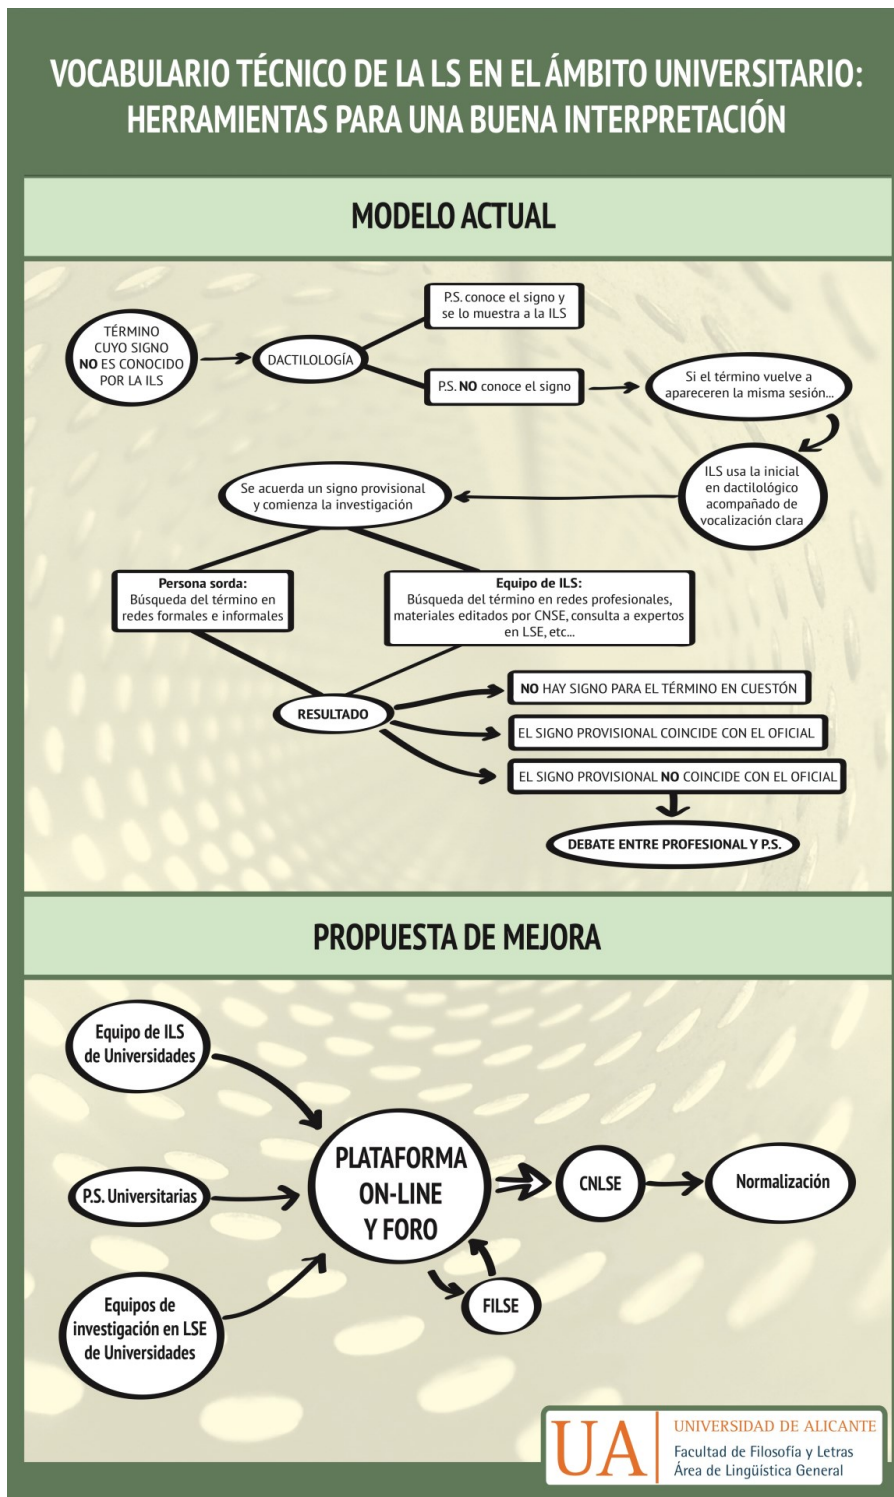 VOCABULARIO TÉCNICO DE LA LS EN EL ÁMBITO UNIVERSITARIO:
HERRAMIENTAS PARA UNA BUENA INTERPRETACIÓN
MODELO ACTUAL
TÉRMINO
CUYO SIGNO
NO ES CONOCIDO
POR LA ILS
DACTILOLOGÍA
P.S. conoce el signo y
se lo muestra a la ILS
P.S. NO conoce el signo
Si el término vuelve a
apareceren la misma sesión...
ILS usa la inicial
en dactilológico
acompañado de
vocalización clara
Se acuerda un signo provisional
y comienza la investigación
Persona sorda:
Búsqueda del término en
redes formales e informales
Equipo de ILS:
Búsqueda del término en redes profesionales,
materiales editados por CNSE, consulta a expertos
en LSE, etc...
RESULTADO
NO HAY SIGNO PARA EL TÉRMINO EN CUESTÓN
EL SIGNO PROVISIONAL COINCIDE CON EL OFICIAL
EL SIGNO PROVISIONAL NO COINCIDE CON EL OFICIAL
DEBATE ENTRE PROFESIONAL Y P.S.
PROPUESTA DE MEJORA
Equipo de ILS
de Universidades
P.S. Universitarias
Equipos de
investigación en LSE
de Universidades
PLATAFORMA
ON-LINE
Y FORO
FILSE
CNLSE
Normalización
UA
UNIVERSIDAD DE ALICANTE
Facultad de Filosofía y Letras
Área de Lingüística General